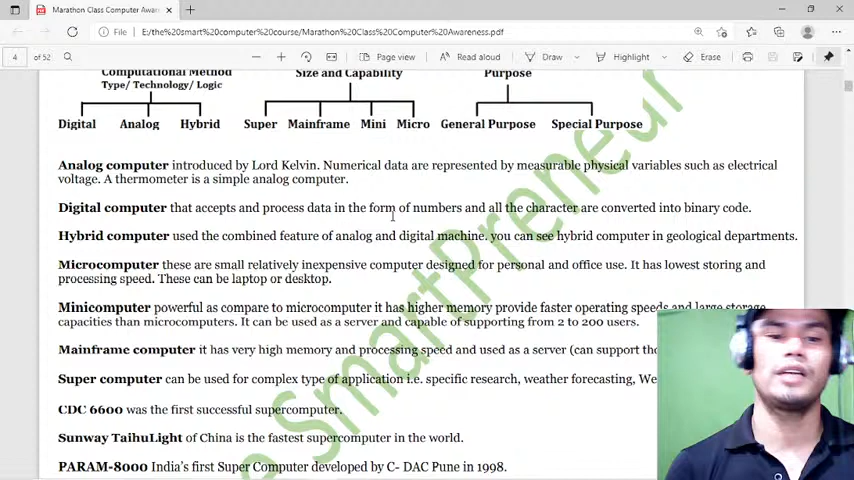 Marathon Class Computer Awar
File
E:/the%20smart%20computer%20course/Marathon%20Class%20Computer%20Awareness.pdf
4 of 52
Page view
Read aloud
Draw
Highlight
Erase
Computational Method
Type/ Technology/ Logic
Size and Capability
Purpose
Digital Analog Hybrid Super Mainframe Mini Micro General Purpose Special Purpose
Analog computer introduced by Lord Kelvin. Numerical data are represented by measurable physical variables such as electrical
voltage. A thermometer is a simple analog computer.
Digital computer that accepts and process data in the form of numbers and all the character are converted into binary code.
Hybrid computer used the combined feature of analog and digital machine. you can see hybrid computer in geological departments.
Microcomputer these are small relatively inexpensive computer designed for personal and office use. It has lowest storing and
processing speed. These can be laptop or desktop.
Minicomputer powerful as compare to microcomputer it has higher memory provide faster operating speeds and large storage
capacities than microcomputers. It can be used as a server and capable of supporting from 2 to 200 users.
Mainframe computer it has very high memory and processing speed and used as a server (can support tho
Super computer can be used for complex type of application i.e. specific research, weather forecasting, We
CDC 6600 was the first successful supercomputer.
Sunway TaihuLight of China is the fastest supercomputer in the world.
PARAM-8000 India's first Super Computer developed by C- DAC Pune in 1998.
e SmartPreneur